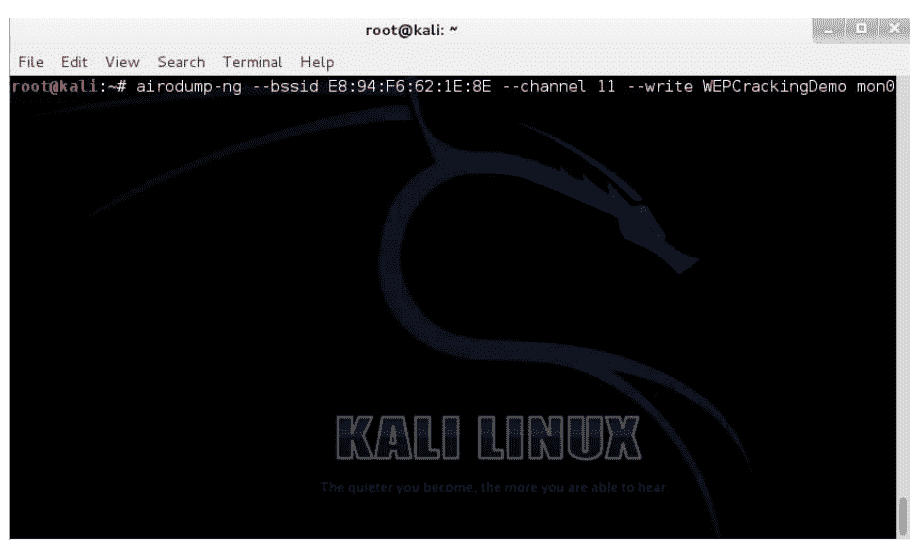 root@kali: ~
File Edit View Search Terminal Help
root@kali:~# airodump-ng --bssid E8:94:F6:62:1E:8E --channel 11 --write WEPCrackingDemo mon0
KALI LINUX
The quieter you become, the more you are able to hear